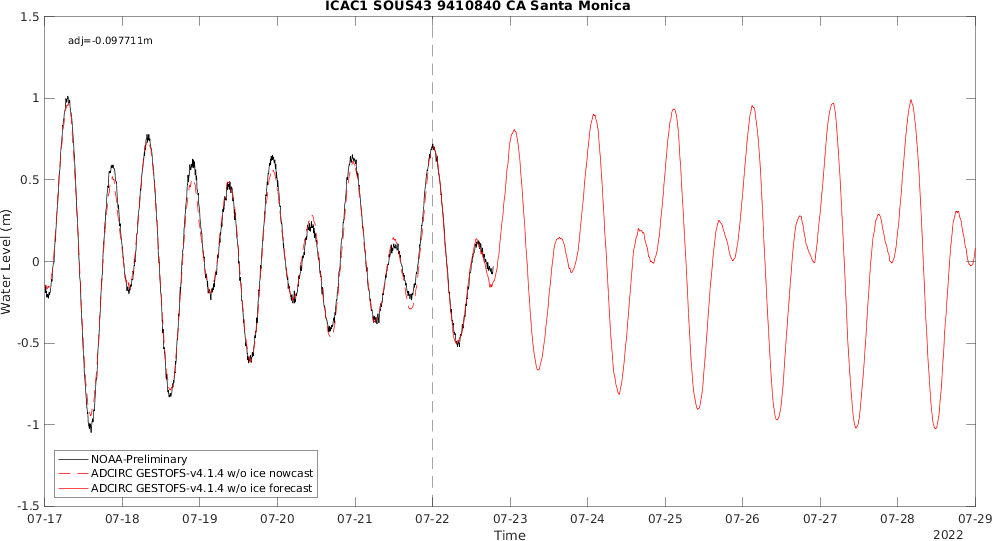 ICAC1 SOUS43 9410840 CA Santa Monica
1.5
adj=-0.097711m
1
0.5
0
-0.5
-1
-1.5
Water Level (m)
NOAA-Preliminary
ADCIRC GESTOFS-v4.1.4 w/o ice nowcast
ADCIRC GESTOFS-v4.1.4 w/o ice forecast
07-17 07-18 07-19 07-20 07-21 07-22 07-23 07-24 07-25 07-26 07-27 07-28 07-29
Time
2022